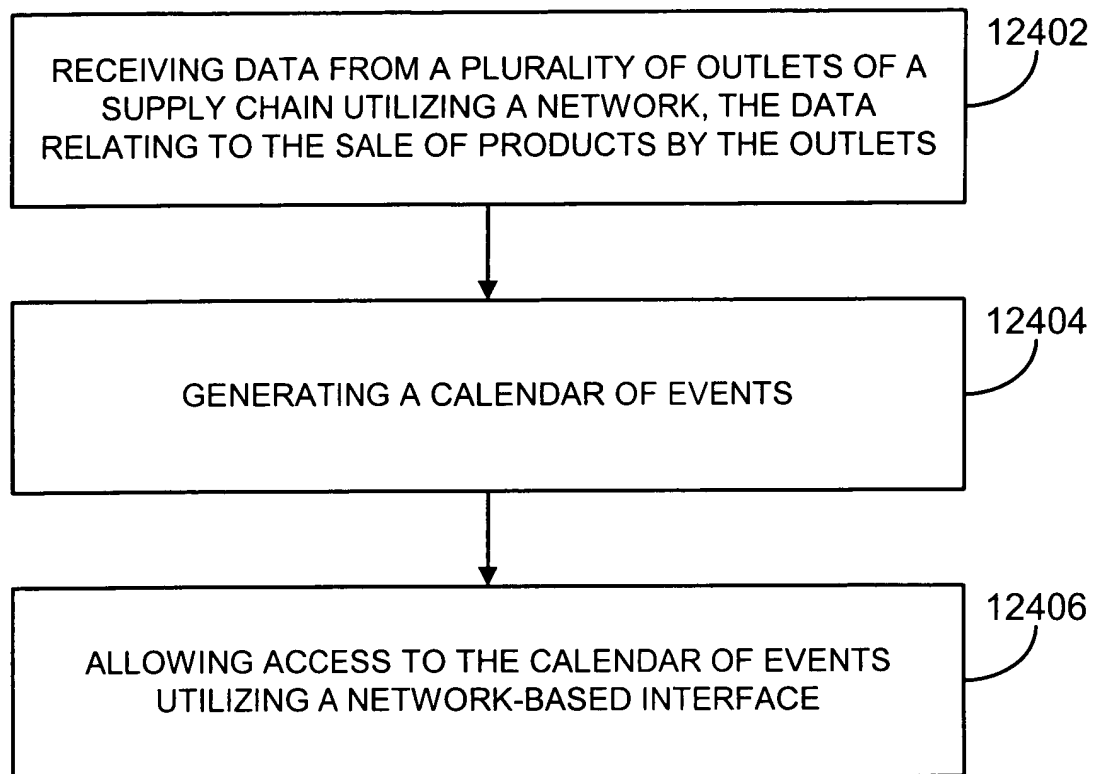 12402
RECEIVING DATA FROM A PLURALITY OF OUTLETS OF A
SUPPLY CHAIN UTILIZING A NETWORK, THE DATA
RELATING TO THE SALE OF PRODUCTS BY THE OUTLETS
12404
GENERATING A CALENDAR OF EVENTS
12406
ALLOWING ACCESS TO THE CALENDAR OF EVENTS
UTILIZING A NETWORK-BASED INTERFACE